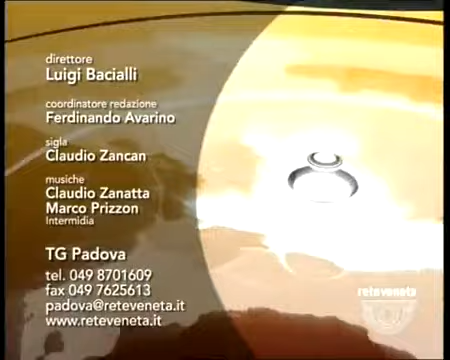 direttore
Luigi Bacialli
coordinatore redazione
Ferdinando Avarino
sigla
Claudio Zancan
musiche
Claudio Zanatta
Marco Prizzon
Intermidia
TG Padova
tel. 049 8701609
fax 049 7625613
padova@reteveneta.it
www.reteveneta.it
reteveneta